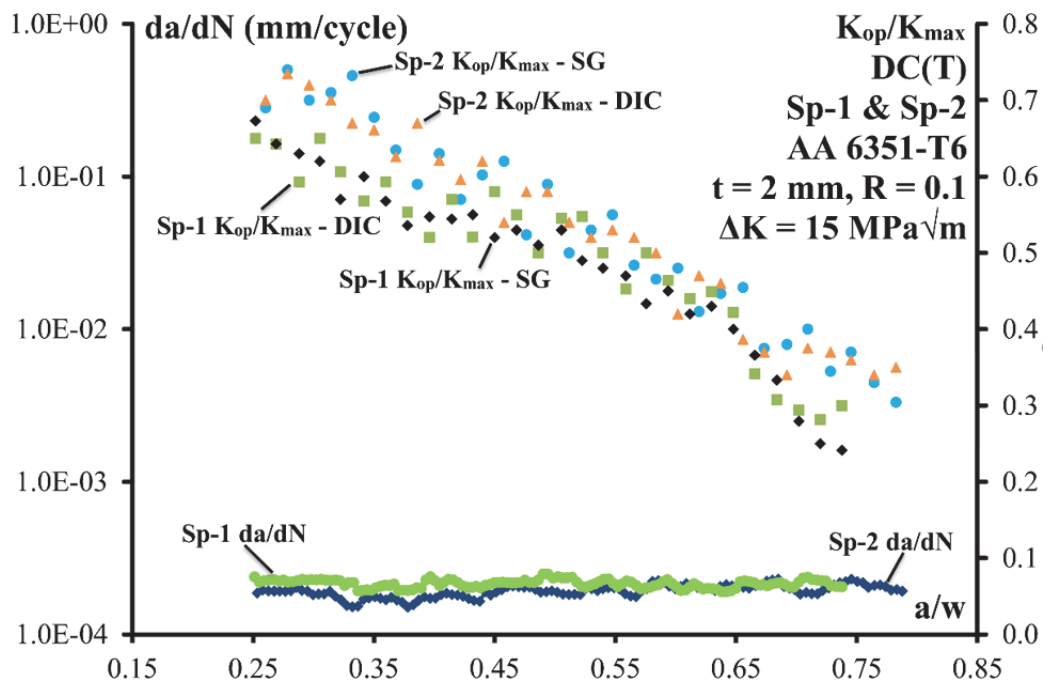 da/dN (mm/cycle)
Kop/Kmax
DC(T)
Sp-1 & Sp-2
AA 6351-T6
t = 2 mm, R = 0.1
ΔK = 15 MPa√m
Sp-2 Kop/Kmax - SG
Sp-2 Kop/Kmax - DIC
Sp-1 Kop/Kmax - DIC
Sp-1 Kop/Kmax - SG
Sp-1 da/dN
Sp-2 da/dN
a/w
1.0E+00
1.0E-01
1.0E-02
1.0E-03
1.0E-04
0.8
0.7
0.6
0.5
0.4
0.3
0.2
0.1
0.0
0.15 0.25 0.35 0.45 0.55 0.65 0.75 0.85